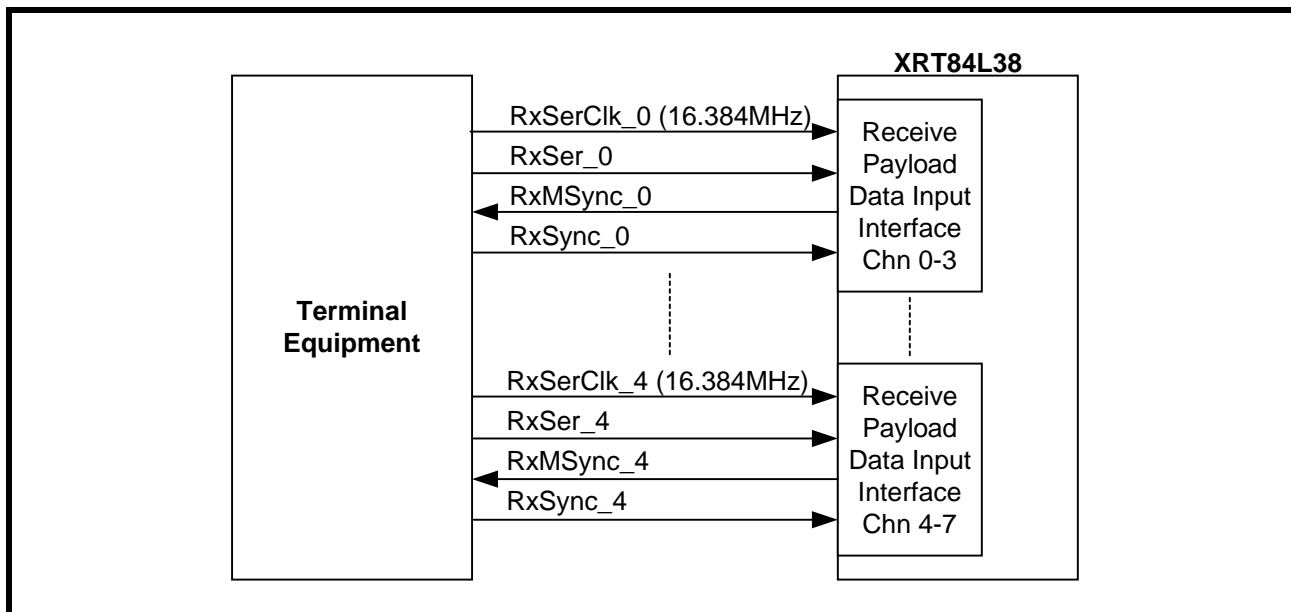 XRT84L38
RxSerClk_0 (16.384MHz)
RxSer_0
RxMSync_0
RxSync_0
Receive
Payload
Data Input
Interface
Chn 0-3
Terminal
Equipment
RxSerClk_4 (16.384MHz)
RxSer_4
RxMSync_4
RxSync_4
Receive
Payload
Data Input
Interface
Chn 4-7